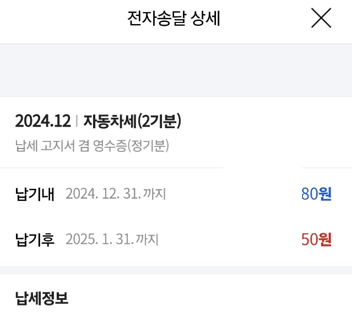 전자송달 상세
2024.12 | 자동차세(2기분)
납세 고지서 겸 영수증(정기분)
납기내 2024. 12. 31. 까지 80원
납기후 2025. 1. 31. 까지 50원
납세정보